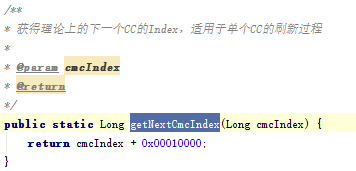 /**
* 获得理论上的下一个CC的Index，适用于单个CC的刷新过程
*
* @param cmcIndex
* @return
*/
public static Long getNextCmcIndex(Long cmcIndex) {
return cmcIndex + 0x00010000;
}